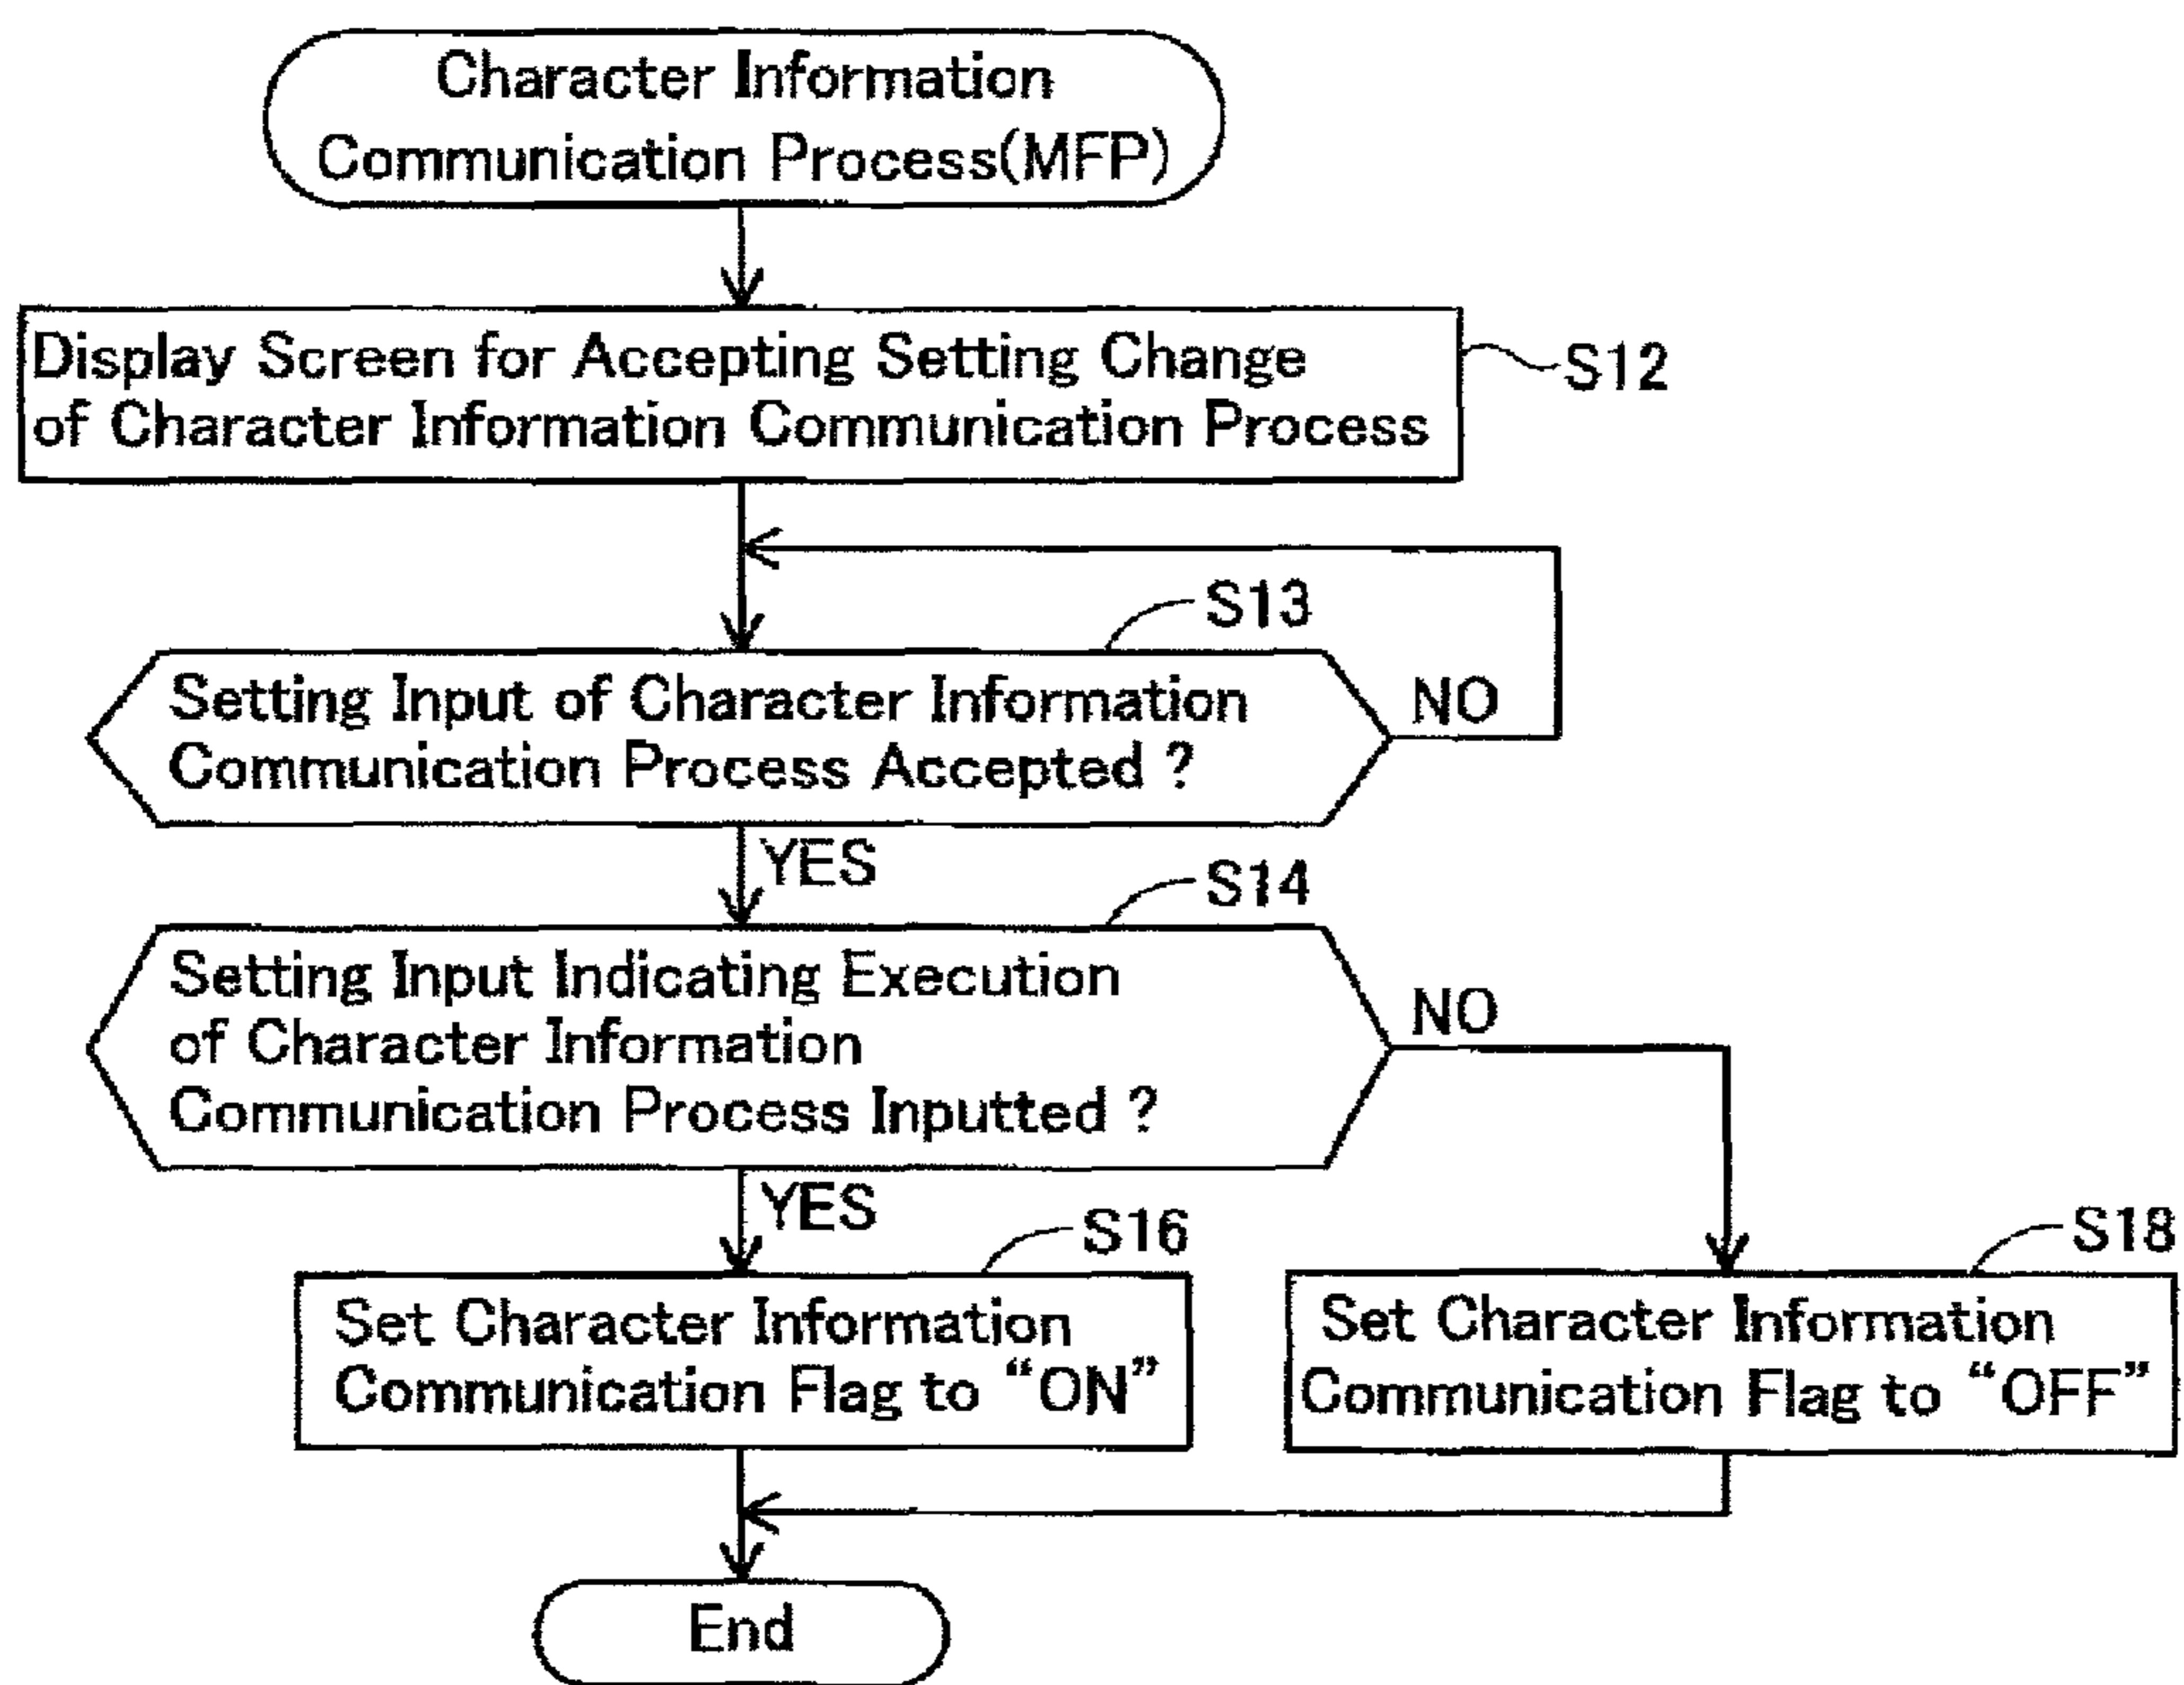 Character Information
Communication Process(MFP)
Display Screen for Accepting Setting Change
of Character Information Communication Process
S12
S13
Setting Input of Character Information
Communication Process Accepted ?
NO
YES
S14
Setting Input Indicating Execution
of Character Information
Communication Process Inputted ?
NO
YES
S16
Set Character Information
Communication Flag to “ON”
S18
Set Character Information
Communication Flag to “OFF”
End